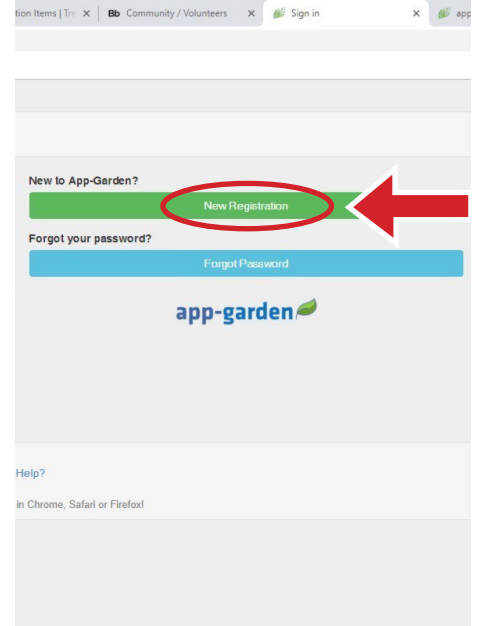 tion Items | Tre
Bb Community / Volunteers
Sign in
app
New to App-Garden?
New Registration
Forgot your password?
Forgot Password
app-garden
Help?
in Chrome, Safari or Firefox!